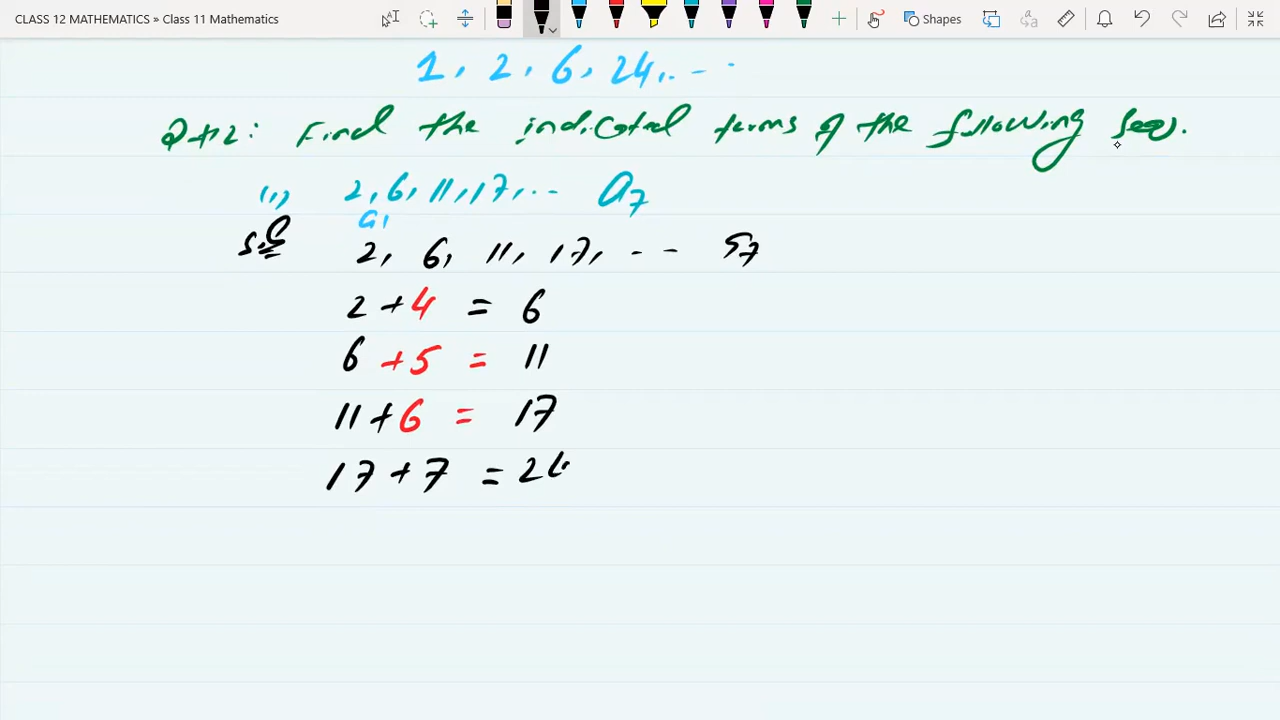 CLASS 12 MATHEMATICS » Class 11 Mathematics Shapes
1, 2, 6, 24, . - .
Q#2: Find the indicated terms of the following seq.
(i) 2, 6, 11, 17, . . - a7
a1
Sol 2, 6, 11, 17, - - - 57
2 + 4 = 6
6 + 5 = 11
11 + 6 = 17
17 + 7 = 24